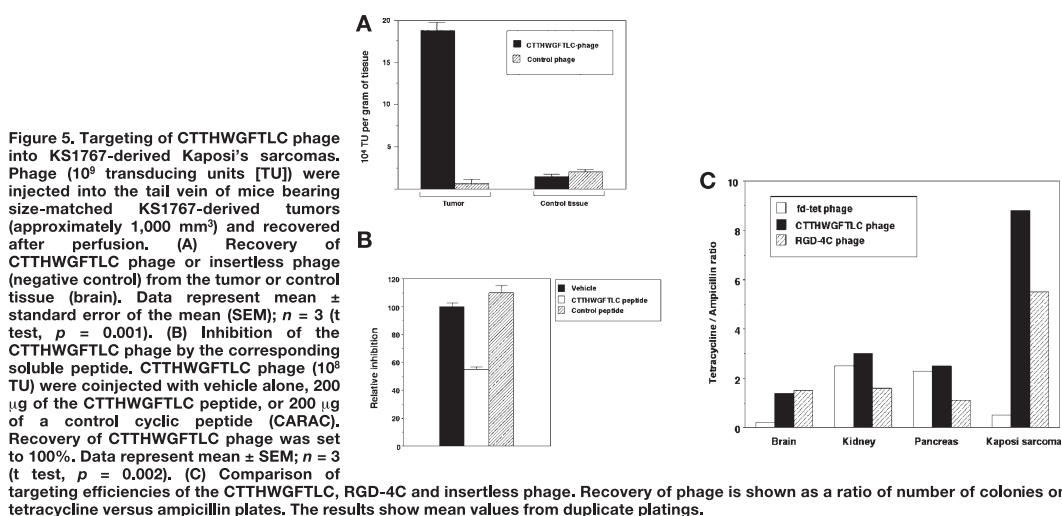 A
20
15
10
5
10⁴ TU per gram of tissue
CTTHWGFTLC-phage
Control phage
Tumor
Control tissue
Figure 5. Targeting of CTTHWGFTLC phage
into KS1767-derived Kaposi's sarcomas.
Phage (10⁹ transducing units [TU]) were
injected into the tail vein of mice bearing
size-matched KS1767-derived tumors
(approximately 1,000 mm³) and recovered
after perfusion. (A) Recovery of
CTTHWGFTLC phage or insertless phage
(negative control) from the tumor or control
tissue (brain). Data represent mean ±
standard error of the mean (SEM); n = 3 (t
test, p = 0.001). (B) Inhibition of the
CTTHWGFTLC phage by the corresponding
soluble peptide. CTTHWGFTLC phage (10⁸
TU) were coinjected with vehicle alone, 200
μg of the CTTHWGFTLC peptide, or 200 μg
of a control cyclic peptide (CARAC).
Recovery of CTTHWGFTLC phage was set
to 100%. Data represent mean ± SEM; n = 3
(t test, p = 0.002). (C) Comparison of
targeting efficiencies of the CTTHWGFTLC, RGD-4C and insertless phage. Recovery of phage is shown as a ratio of number of colonies on
tetracycline versus ampicillin plates. The results show mean values from duplicate platings.
B
120
100
80
60
40
20
0
Relative inhibition
Vehicle
CTTHWGFTLC peptide
Control peptide
C
10
8
6
4
2
0
Tetracycline / Ampicillin ratio
fd-tet phage
CTTHWGFTLC phage
RGD-4C phage
Brain
Kidney
Pancreas
Kaposi sarcoma